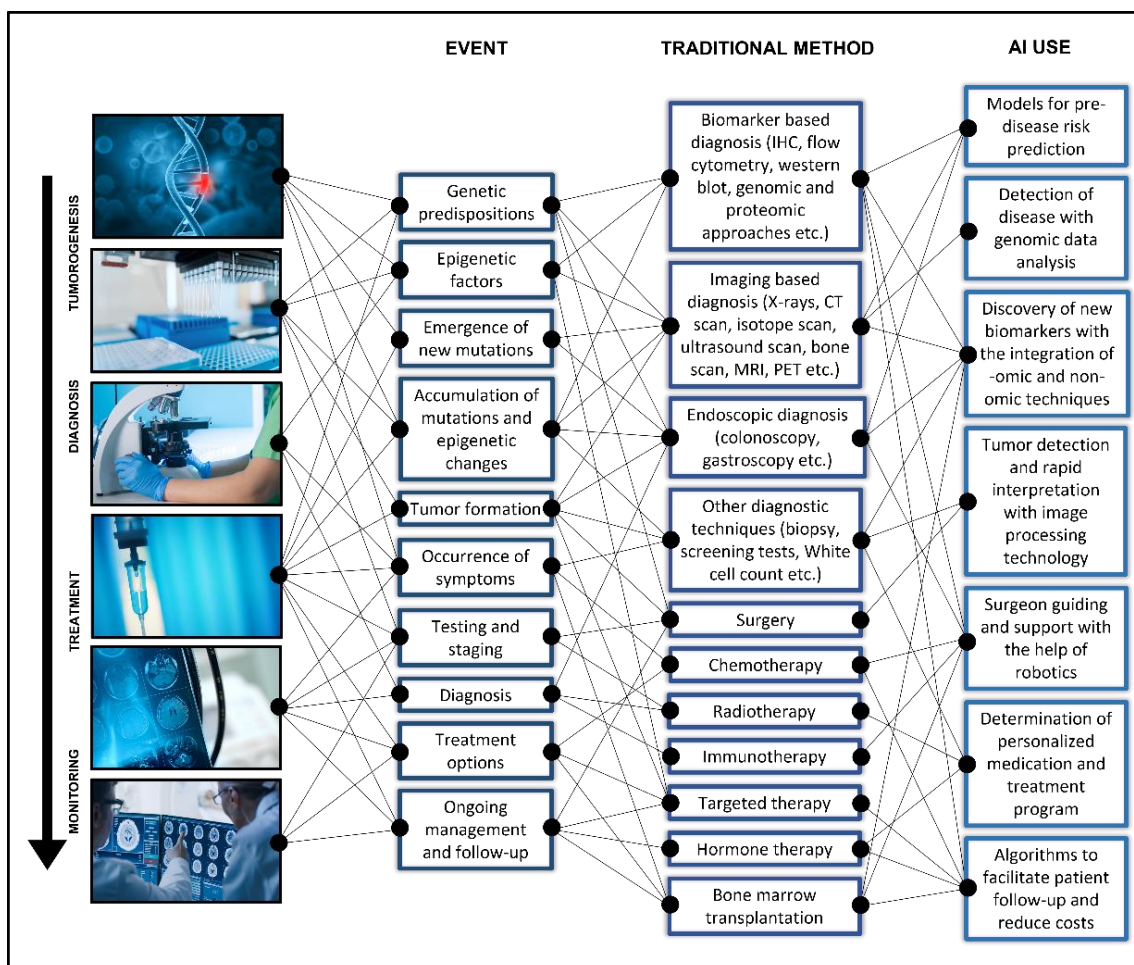 EVENT
TRADITIONAL METHOD
AI USE
TUMOROGENESIS
DIAGNOSIS
TREATMENT
MONITORING
Genetic
predispositions
Epigenetic
factors
Emergence of
new mutations
Accumulation of
mutations and
epigenetic
changes
Tumor formation
Occurrence of
symptoms
Testing and
staging
Diagnosis
Treatment
options
Ongoing
management
and follow-up
Biomarker based
diagnosis (IHC, flow
cytometry, western
blot, genomic and
proteomic
approaches etc.)
Imaging based
diagnosis (X-rays, CT
scan, isotope scan,
ultrasound scan, bone
scan, MRI, PET etc.)
Endoscopic diagnosis
(colonoscopy,
gastroscopy etc.)
Other diagnostic
techniques (biopsy,
screening tests, White
cell count etc.)
Surgery
Chemotherapy
Radiotherapy
Immunotherapy
Targeted therapy
Hormone therapy
Bone marrow
transplantation
Models for pre-
disease risk
prediction
Detection of
disease with
genomic data
analysis
Discovery of new
biomarkers with
the integration of
-omic and non-
omic techniques
Tumor detection
and rapid
interpretation
with image
processing
technology
Surgeon guiding
and support with
the help of
robotics
Determination of
personalized
medication and
treatment
program
Algorithms to
facilitate patient
follow-up and
reduce costs